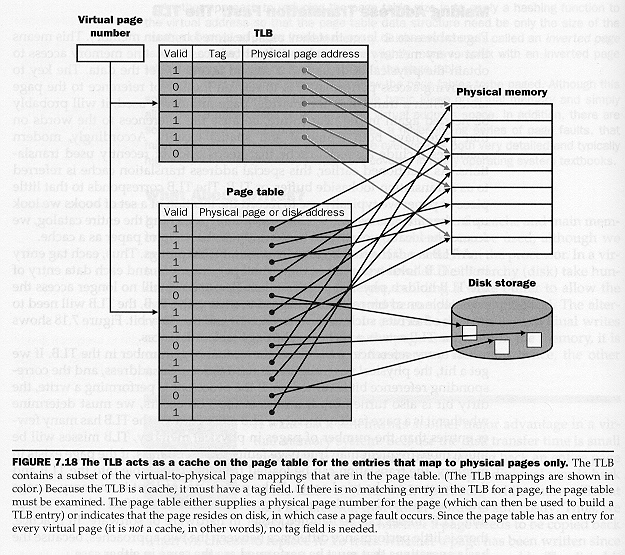 Virtual page
number
TLB
Valid Tag Physical page address
1
0
1
1
1
0
Physical memory
Page table
Valid Physical page or disk address
1
1
1
1
0
1
1
0
1
1
0
1
Disk storage
FIGURE 7.18 The TLB acts as a cache on the page table for the entries that map to physical pages only. The TLB
contains a subset of the virtual-to-physical page mappings that are in the page table. (The TLB mappings are shown in
color.) Because the TLB is a cache, it must have a tag field. If there is no matching entry in the TLB for a page, the page table
must be examined. The page table either supplies a physical page number for the page (which can then be used to build a
TLB entry) or indicates that the page resides on disk, in which case a page fault occurs. Since the page table has an entry for
every virtual page (it is not a cache, in other words), no tag field is needed.